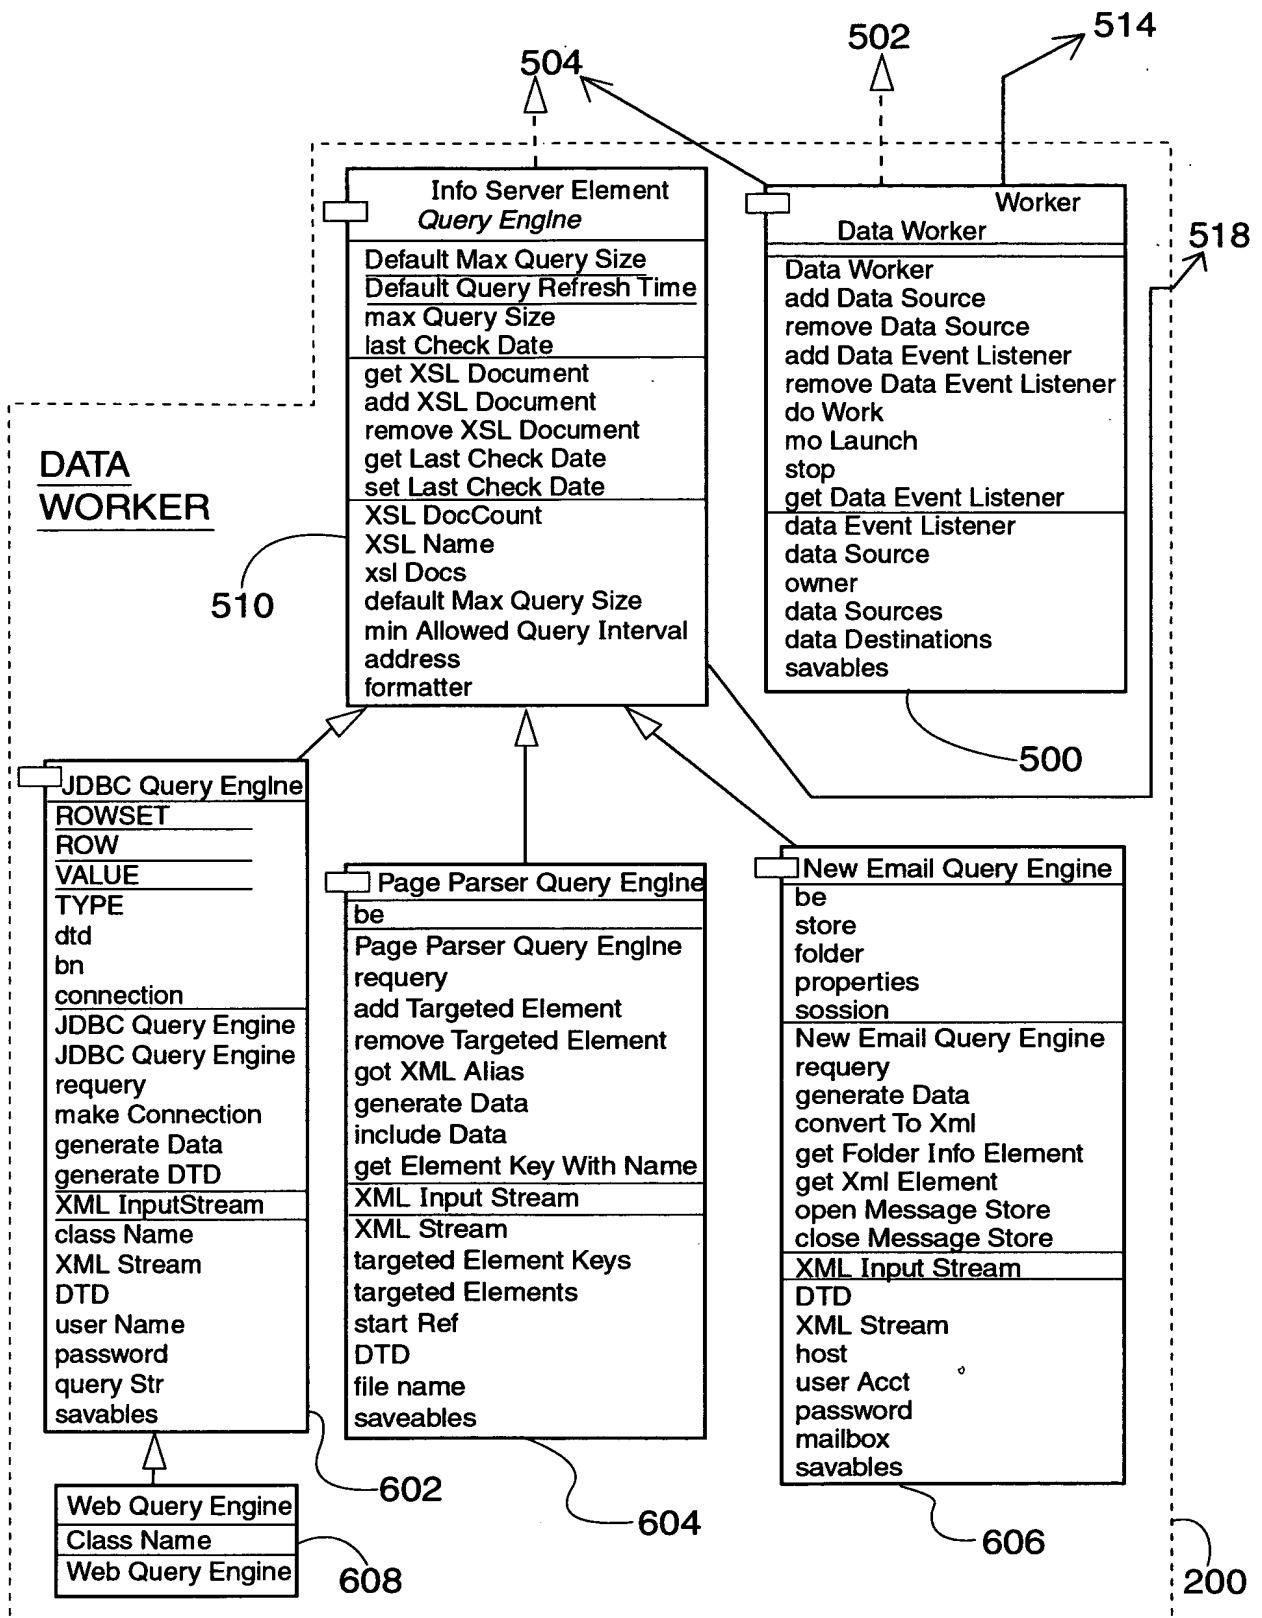 514
502
504
Info Server Element
Query EngIne
Default Max Query Size
Default Query Refresh Time
max Query Size
last Check Date
get XSL Document
add XSL Document
remove XSL Document
get Last Check Date
set Last Check Date
XSL DocCount
XSL Name
xsl Docs
default Max Query Size
min Allowed Query Interval
address
formatter
Worker
Data Worker
Data Worker
add Data Source
remove Data Source
add Data Event Listener
remove Data Event Listener
do Work
mo Launch
stop
get Data Event Listener
data Event Listener
data Source
owner
data Sources
data Destinations
savables
518
DATA
WORKER
510
500
JDBC Query EngIne
ROWSET
ROW
VALUE
TYPE
dtd
bn
connection
JDBC Query Engine
JDBC Query Engine
requery
make Connection
generate Data
generate DTD
XML InputStream
class Name
XML Stream
DTD
user Name
password
query Str
savables
Page Parser Query EngIne
be
Page Parser Query EngIne
requery
add Targeted Element
remove Targeted Element
got XML Alias
generate Data
include Data
get Element Key With Name
XML Input Stream
XML Stream
targeted Element Keys
targeted Elements
start Ref
DTD
file name
saveables
New Email Query Engine
be
store
folder
properties
sossion
New Email Query Engine
requery
generate Data
convert To Xml
get Folder Info Element
get Xml Element
open Message Store
close Message Store
XML Input Stream
DTD
XML Stream
host
user Acct
password
mailbox
savables
602
604
606
Web Query Engine
Class Name
Web Query Engine
608
200